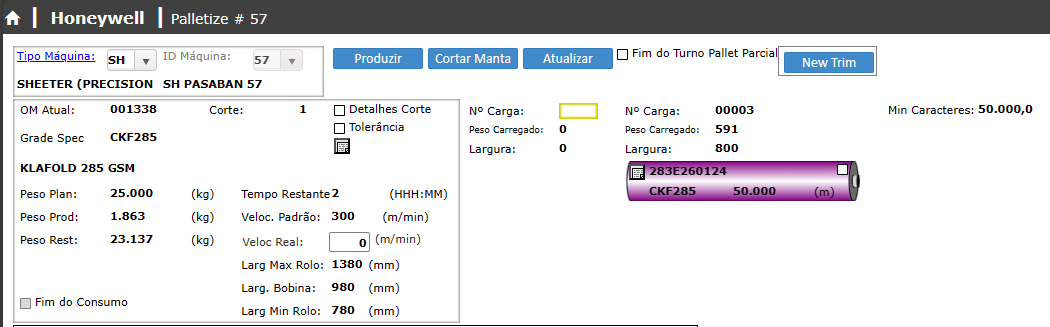 Honeywell Palletize # 57
Tipo Máquina: SH ID Máquina: 57
SHEETER (PRECISION SH PASABAN 57
Produzir Cortar Manta Atualizar Fim do Turno Pallet Parcial New Trim
OM Atual: 001338 Corte: 1 Detalhes Corte
Tolerância
Grade Spec CKF285
KLAFOLD 285 GSM
Peso Plan: 25.000 (kg) Tempo Restante 2 (HHH:MM)
Peso Prod: 1.863 (kg) Veloc. Padrão: 300 (m/min)
Peso Rest: 23.137 (kg) Veloc Real: 0 (m/min)
Larg Max Rolo: 1380 (mm)
Larg. Bobina: 980 (mm)
Fim do Consumo
Larg Min Rolo: 780 (mm)
Nº Carga:
Peso Carregado: 0
Largura: 0
Nº Carga: 00003
Peso Carregado: 591
Largura: 800
283E260124
CKF285 50.000 (m)
Min Caracteres: 50.000,0